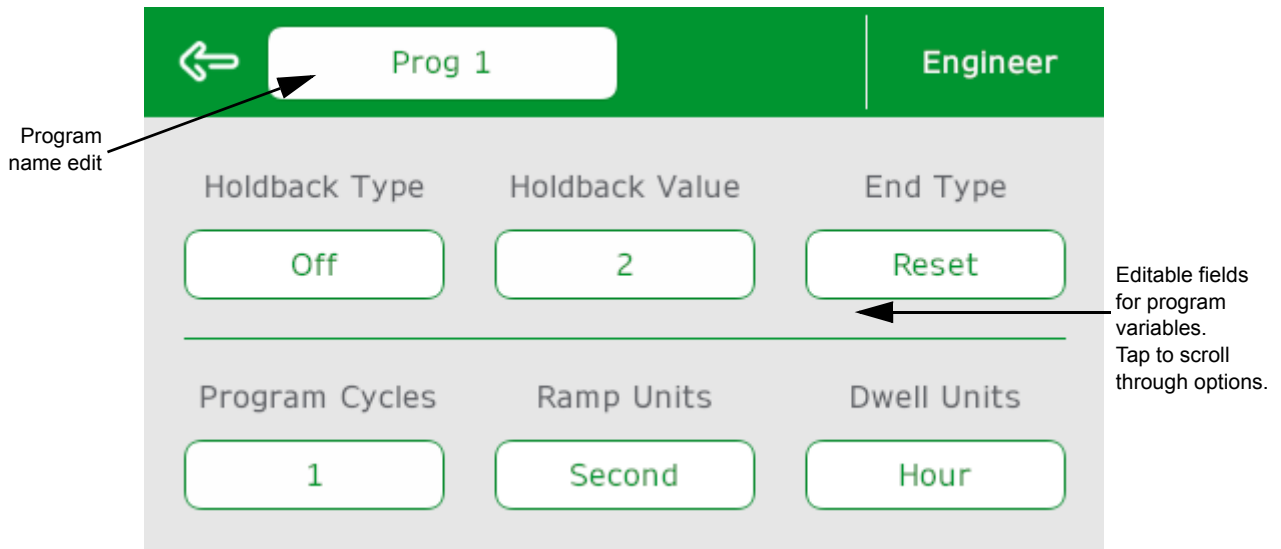 Prog 1
Engineer
Program
name edit
Holdback Type
Holdback Value
End Type
Off
2
Reset
Editable fields
for program
variables.
Tap to scroll
through options.
Program Cycles
Ramp Units
Dwell Units
1
Second
Hour